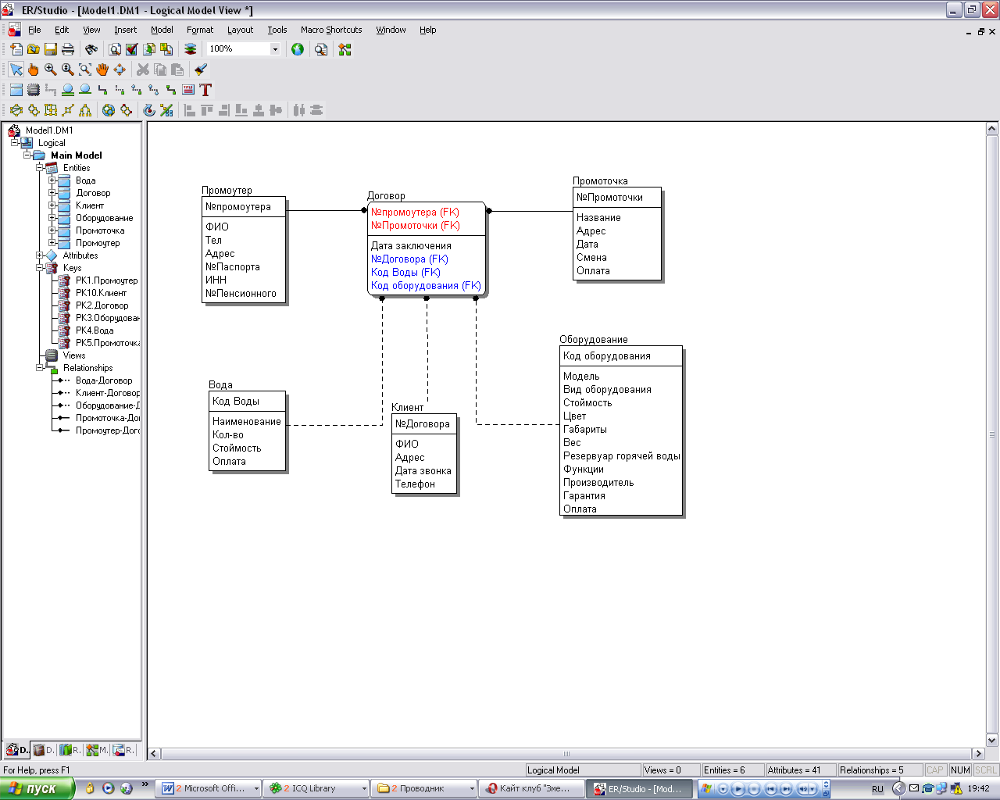 ER/Studio - [Model1.DM1 - Logical Model View *]
File Edit View Insert Model Format Layout Tools Macro Shortcuts Window Help
100%
Model1.DM1
Logical
Main Model
Entities
Вода
Договор
Клиент
Оборудование
Промоточка
Промоутер
Attributes
Keys
PK1.Промоутер
PK10.Клиент
PK2.Договор
PK3.Оборудован
PK4.Вода
PK5.Промоточка
Views
Relationships
Вода-Договор
Клиент-Договор
Оборудование-Д
Промоточка-До
Промоутер-Дого
D.. D. R. M. R.
Промоутер
№промоутера
ФИО
Тел
Адрес
№Паспорта
ИНН
№Пенсионного
Договор
№промоутера (FK)
№Промоточки (FK)
Дата заключения
№Договора (FK)
Код Воды (FK)
Код оборудования (FK)
Промоточка
№Промоточки
Название
Адрес
Дата
Смена
Оплата
Вода
Код Воды
Наименование
Кол-во
Стоймость
Оплата
Клиент
№Договора
ФИО
Адрес
Дата звонка
Телефон
Оборудование
Код оборудования
Модель
Вид оборудования
Стоймость
Цвет
Габариты
Вес
Резервуар горячей воды
Функции
Производитель
Гарантия
Оплата
For Help, press F1 Logical Model Views = 0 Entities = 6 Attributes = 41 Relationships = 5 CAP NUM SCRL
пуск » 2 Microsoft Offi... 2 ICQ Library 2 Проводник Кайт клуб "Зме... ER/Studio - [Mod... RU 19:42